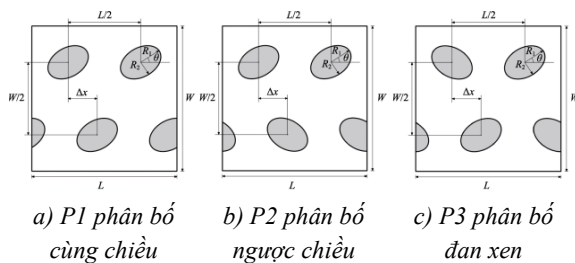 L/2
R₁
θ
R₂
W/2
Δx
W
L
L/2
R₁
θ
R₂
W/2
Δx
W
L
L/2
R₁
θ
R₂
W/2
Δx
W
L
a) P1 phân bố
cùng chiều
b) P2 phân bố
ngược chiều
c) P3 phân bố
đan xen